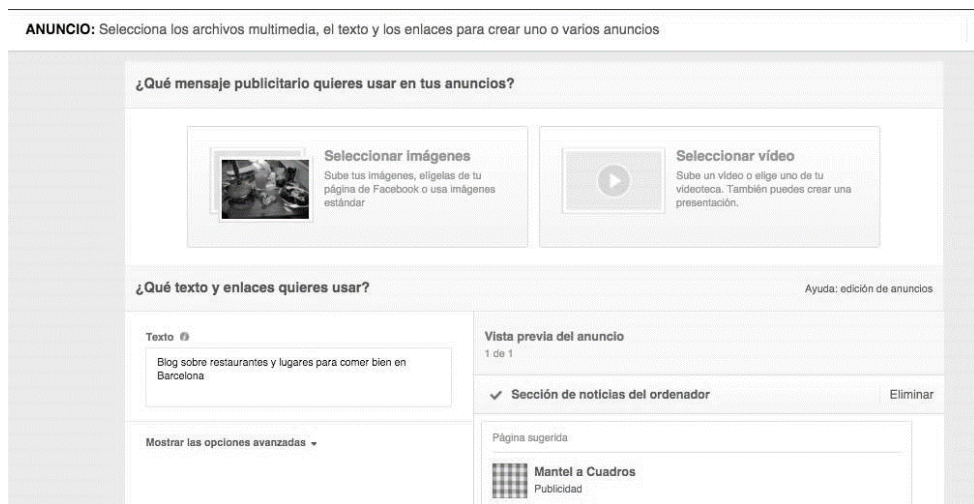 ANUNCIO: Selecciona los archivos multimedia, el texto y los enlaces para crear uno o varios anuncios
¿Qué mensaje publicitario quieres usar en tus anuncios?
Seleccionar imágenes
Sube tus imágenes, elígelas de tu
página de Facebook o usa imágenes
estándar
Seleccionar vídeo
Sube un vídeo o elige uno de tu
videoteca. También puedes crear una
presentación.
¿Qué texto y enlaces quieres usar?
Ayuda: edición de anuncios
Texto
Blog sobre restaurantes y lugares para comer bien en
Barcelona
Mostrar las opciones avanzadas
Vista previa del anuncio
1 de 1
Sección de noticias del ordenador
Eliminar
Página sugerida
Mantel a Cuadros
Publicidad